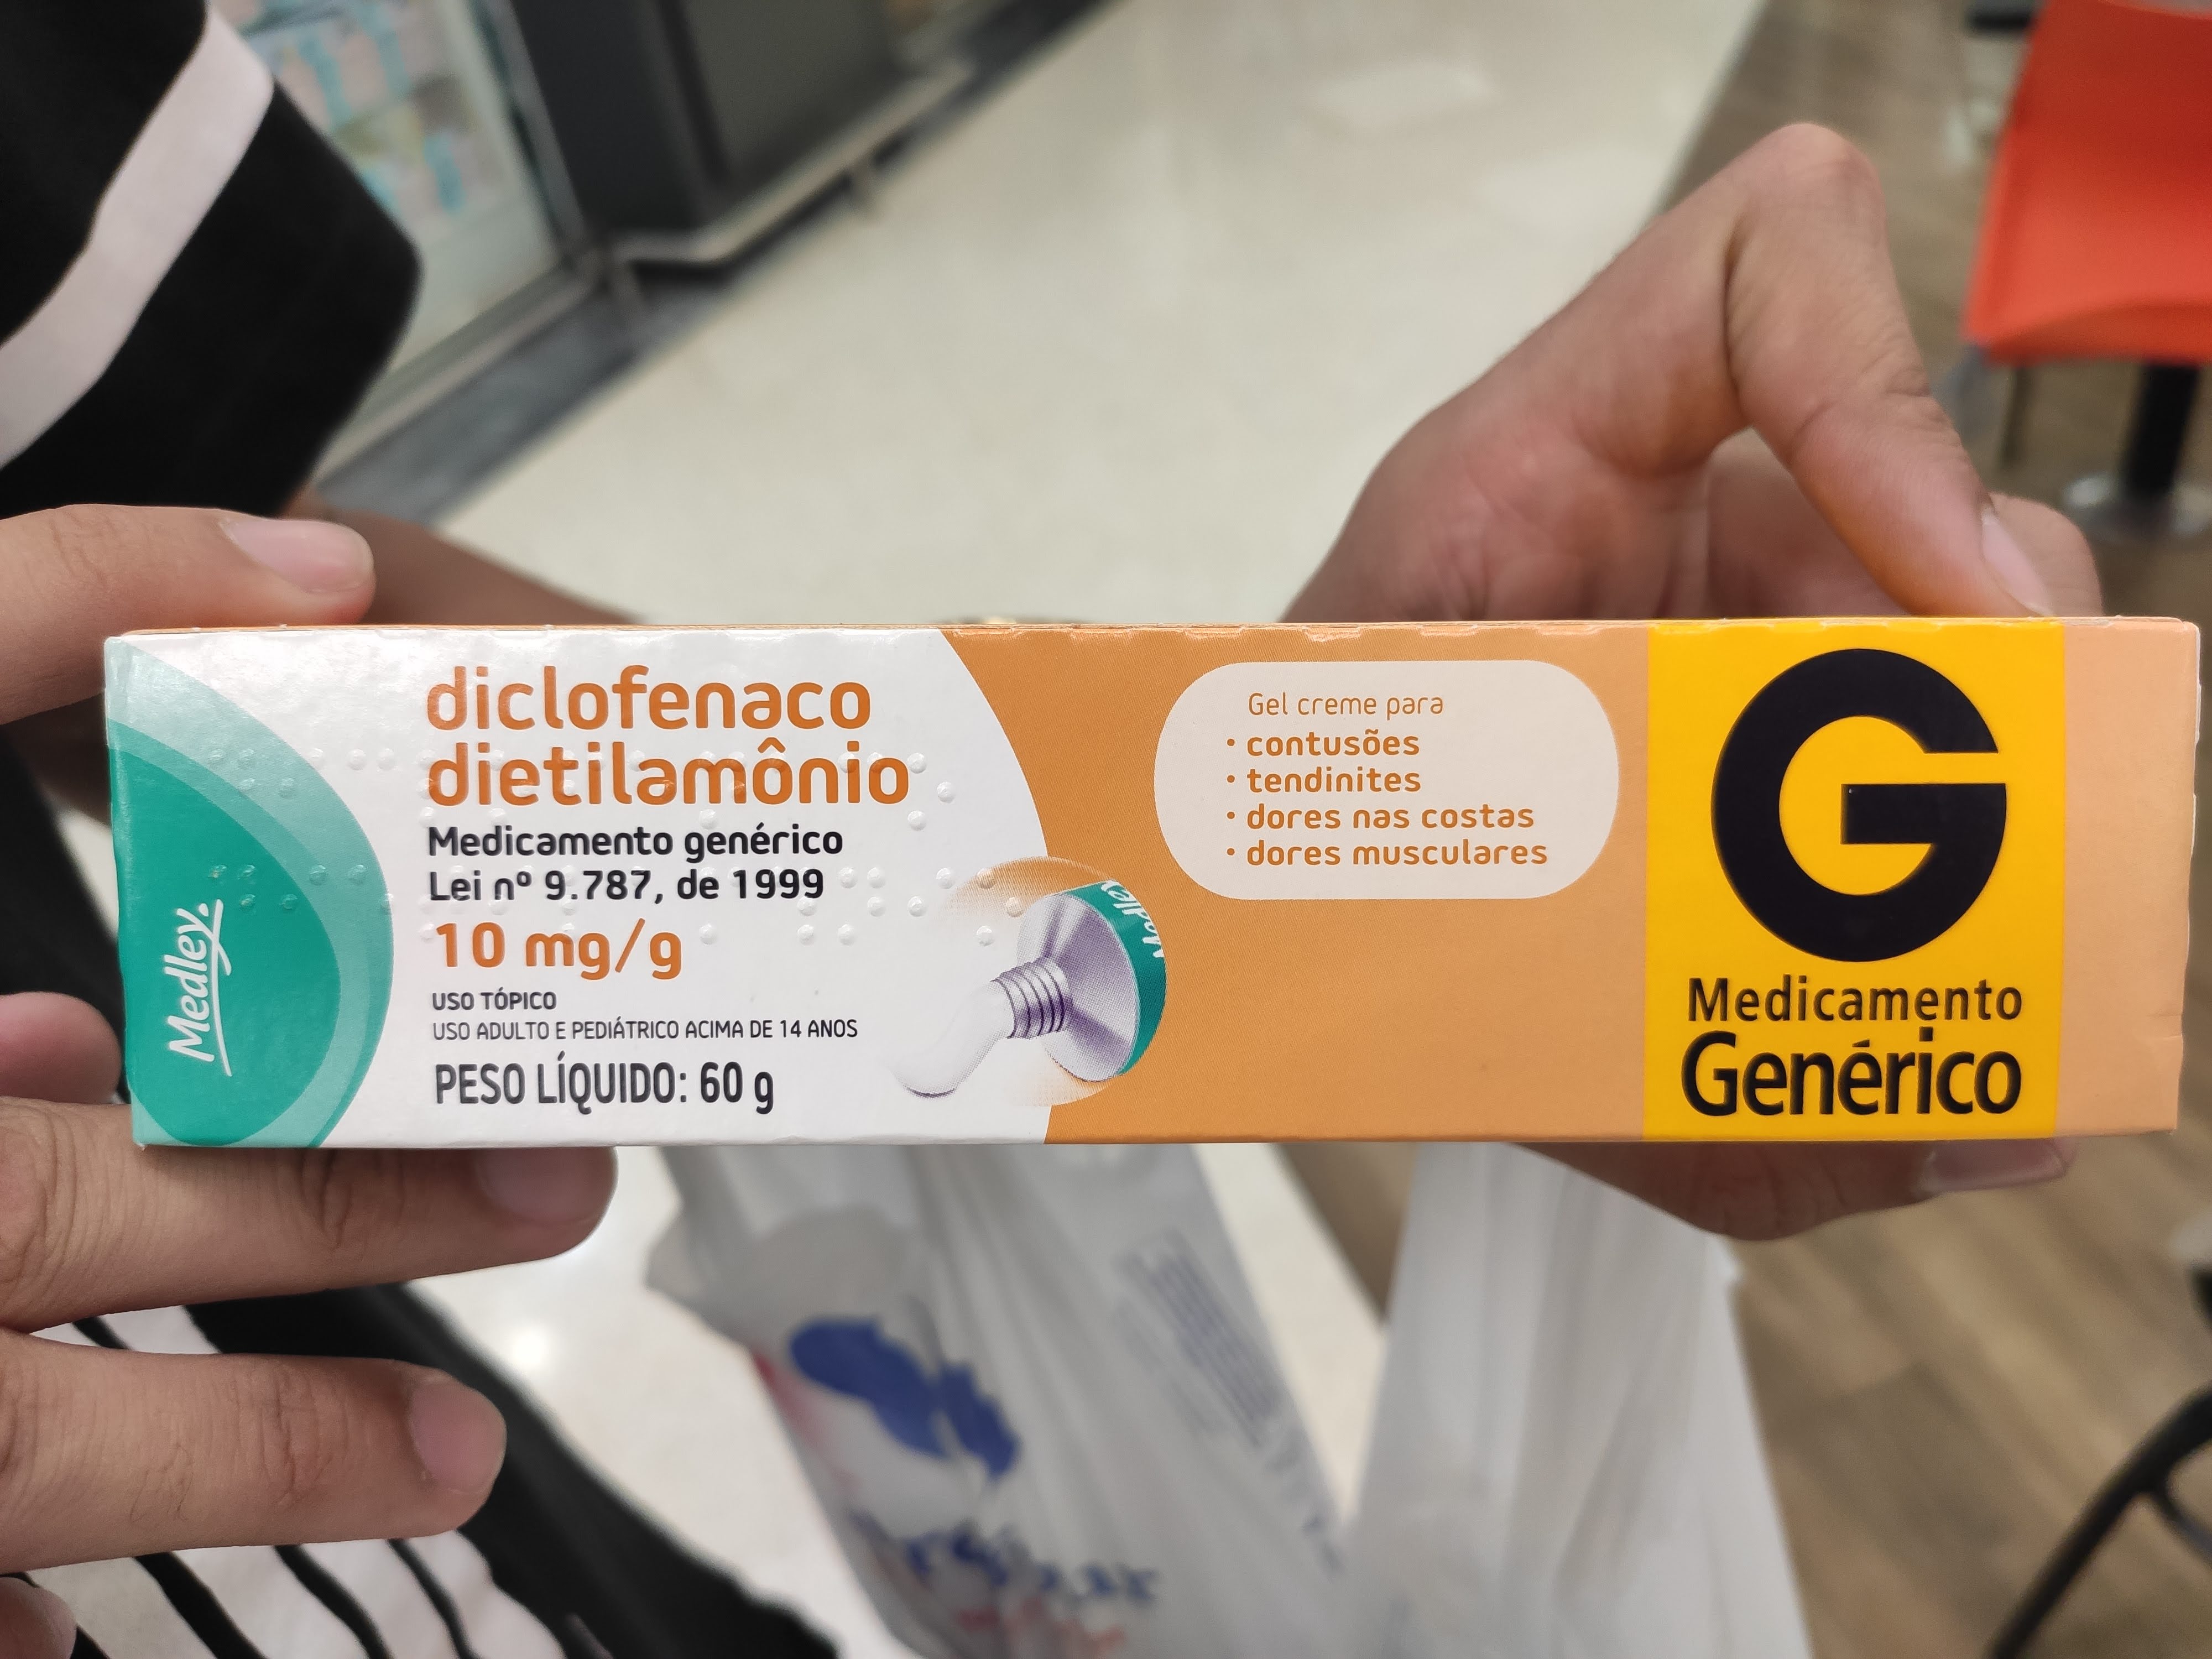 Medley
diclofenaco
dietilamônio
Medicamento genérico
Lei nº 9.787, de 1999
10 mg/g
USO TÓPICO
USO ADULTO E PEDIÁTRICO ACIMA DE 14 ANOS
PESO LÍQUIDO: 60 g
Medley
Gel creme para
• contusões
• tendinites
• dores nas costas
• dores musculares
G
Medicamento
Genérico